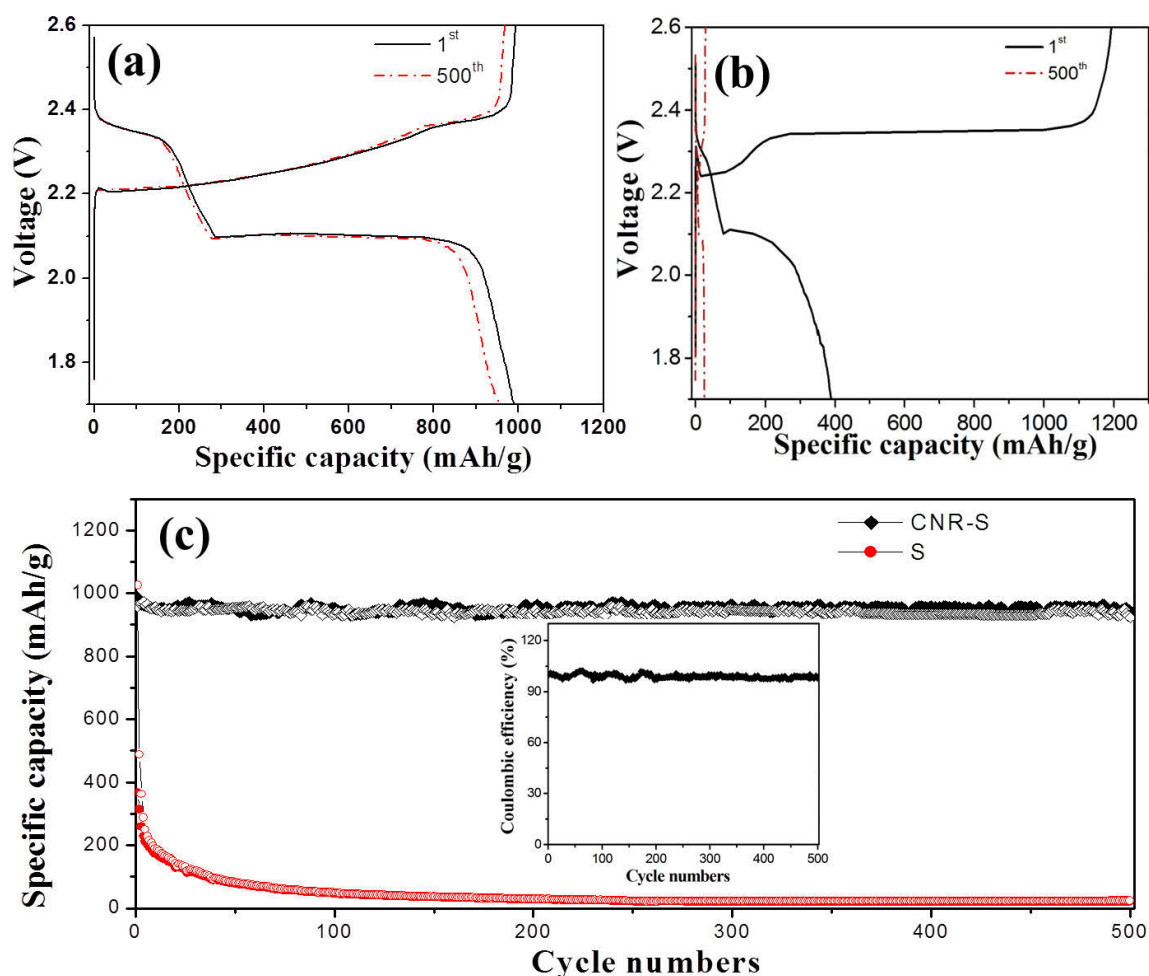 (a)
1st
500th
2.6
2.4
2.2
2.0
1.8
Voltage (V)
0 200 400 600 800 1000 1200
Specific capacity (mAh/g)
(b)
1st
500th
2.6
2.4
2.2
2.0
1.8
Voltage (V)
0 200 400 600 800 1000 1200
Specific capacity (mAh/g)
(c)
CNR-S
S
1200
1000
800
600
400
200
0
Specific capacity (mAh/g)
0 100 200 300 400 500
Cycle numbers
120
90
60
30
0
Coulombic efficiency (%)
0 100 200 300 400 500
Cycle numbers